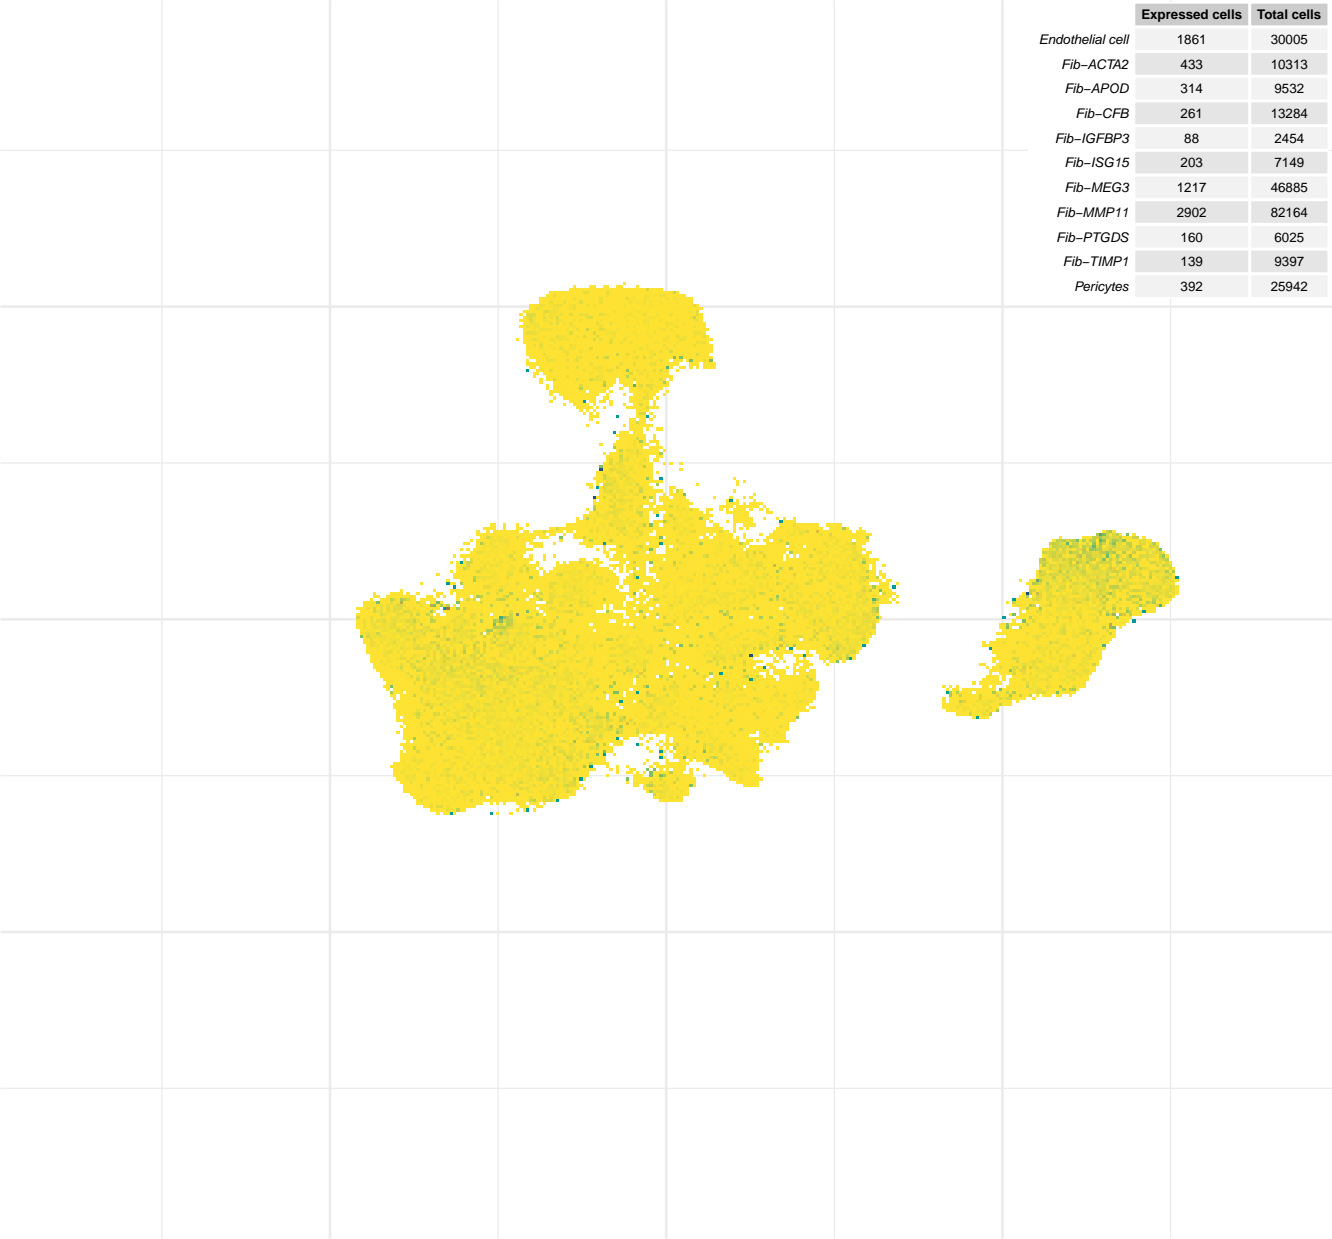 Expressed cells Total cells
Endothelial cell 1861 30005
Fib−ACTA2 433 10313
Fib−APOD 314 9532
Fib−CFB 261 13284
Fib−IGFBP3 88 2454
Fib−ISG15 203 7149
Fib−MEG3 1217 46885
Fib−MMP11 2902 82164
Fib−PTGDS 160 6025
Fib−TIMP1 139 9397
Pericytes 392 25942